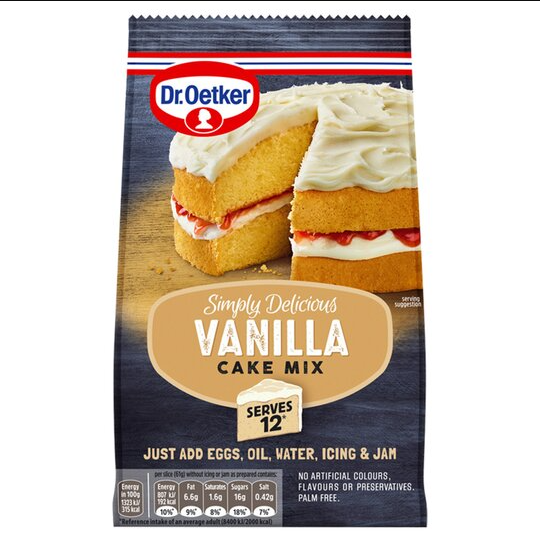 Dr.Oetker
serving
suggestion
Simply Delicious
VANILLA
CAKE MIX
SERVES
12*
JUST ADD EGGS, OIL, WATER, ICING & JAM
per slice (61g) without icing or jam as prepared contains:
Energy
in 100g
1323 kJ/
315 kcal
Energy
807 kJ/
192 kcal
10%*
Fat
6.6g
9%*
Saturates
1.6g
8%*
Sugars
16g
18%*
Salt
0.42g
7%*
*Reference intake of an average adult (8400 kJ/2000 kcal)
NO ARTIFICIAL COLOURS,
FLAVOURS OR PRESERVATIVES.
PALM FREE.